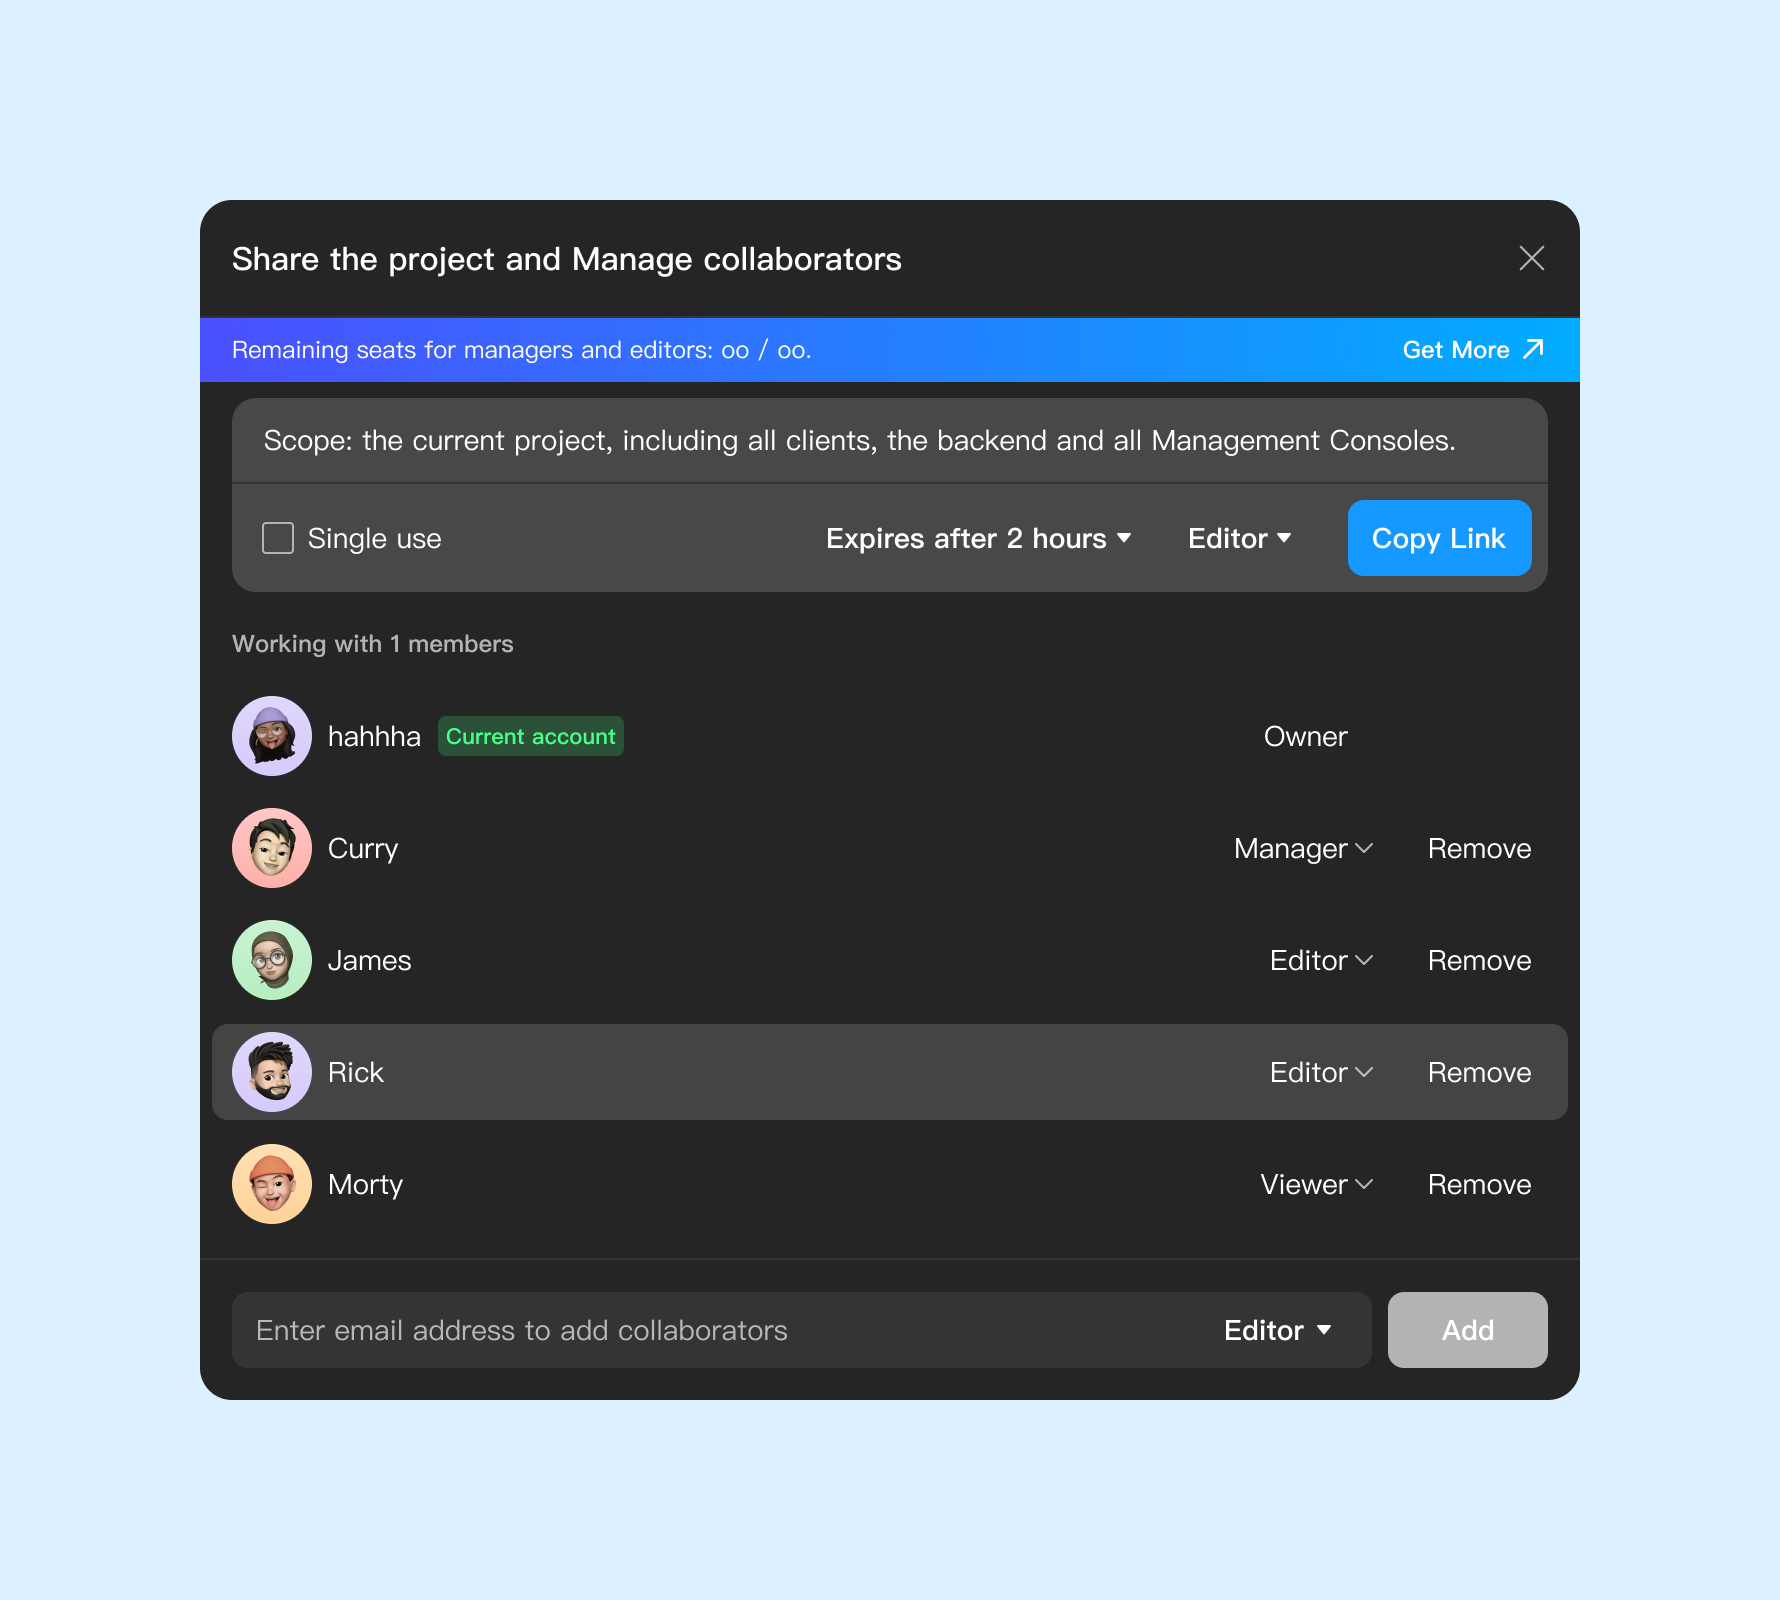 Share the project and Manage collaborators
Remaining seats for managers and editors: oo / oo.
Get More
Scope: the current project, including all clients, the backend and all Management Consoles.
Single use
Expires after 2 hours
Editor
Copy Link
Working with 1 members
hahhha
Current account
Owner
Curry
Manager
Remove
James
Editor
Remove
Rick
Editor
Remove
Morty
Viewer
Remove
Enter email address to add collaborators
Editor
Add